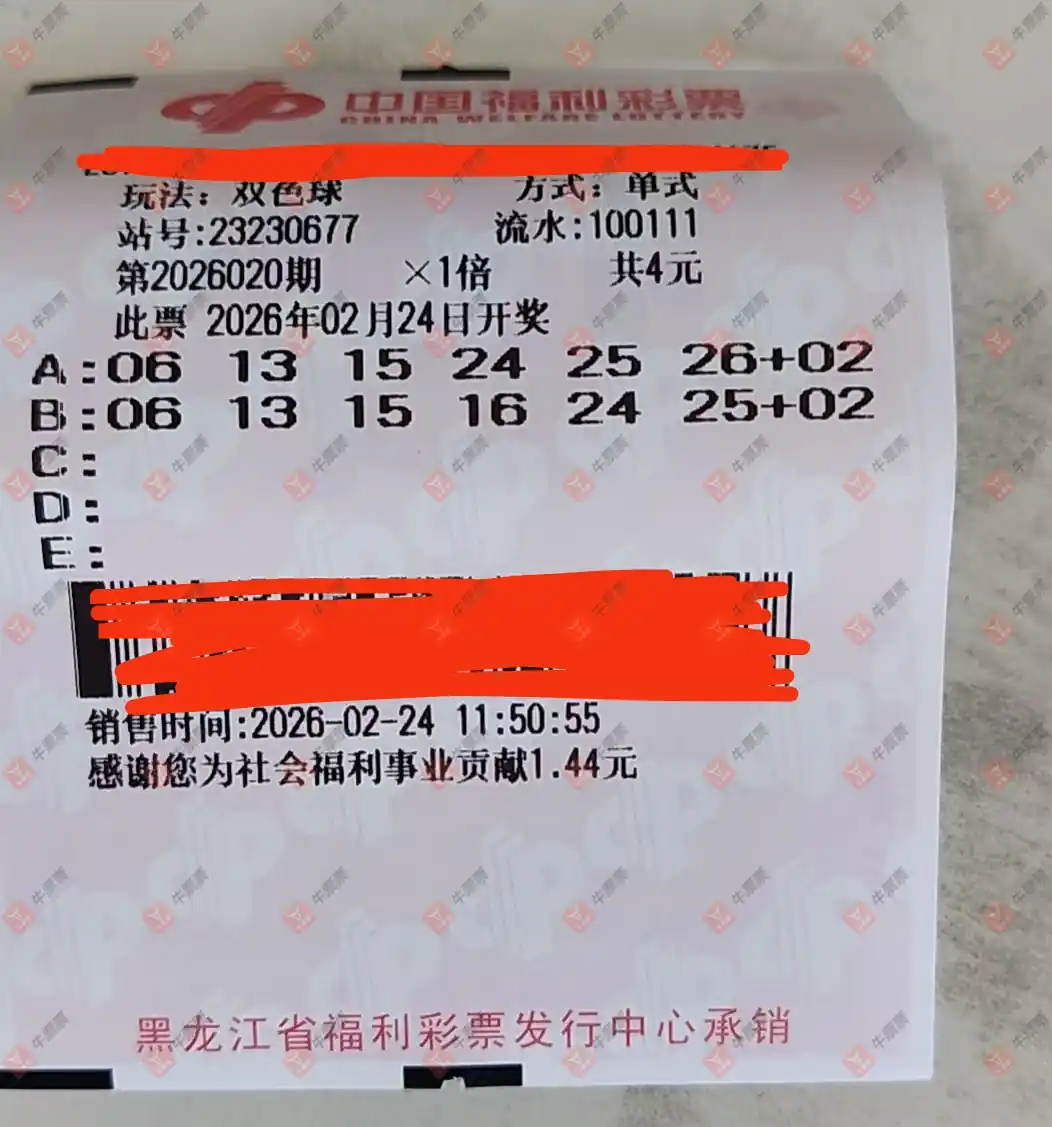 中国福利彩票
CHINA WELFARE LOTTERY
玩法：双色球 方式：单式
站号:23230677 流水:100111
第2026020期 ×1倍 共4元
此票 2026年02月24日开奖
A:06 13 15 24 25 26+02
B:06 13 15 16 24 25+02
C:
D:
E:
销售时间:2026-02-24 11:50:55
感谢您为社会福利事业贡献1.44元
黑龙江省福利彩票发行中心承销